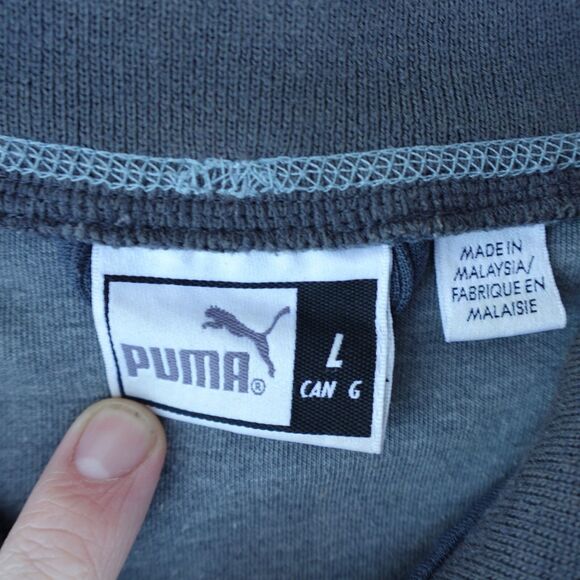 PUMA®
L
CAN G
MADE IN
MALAYSIA/
FABRIQUE EN
MALAISIE